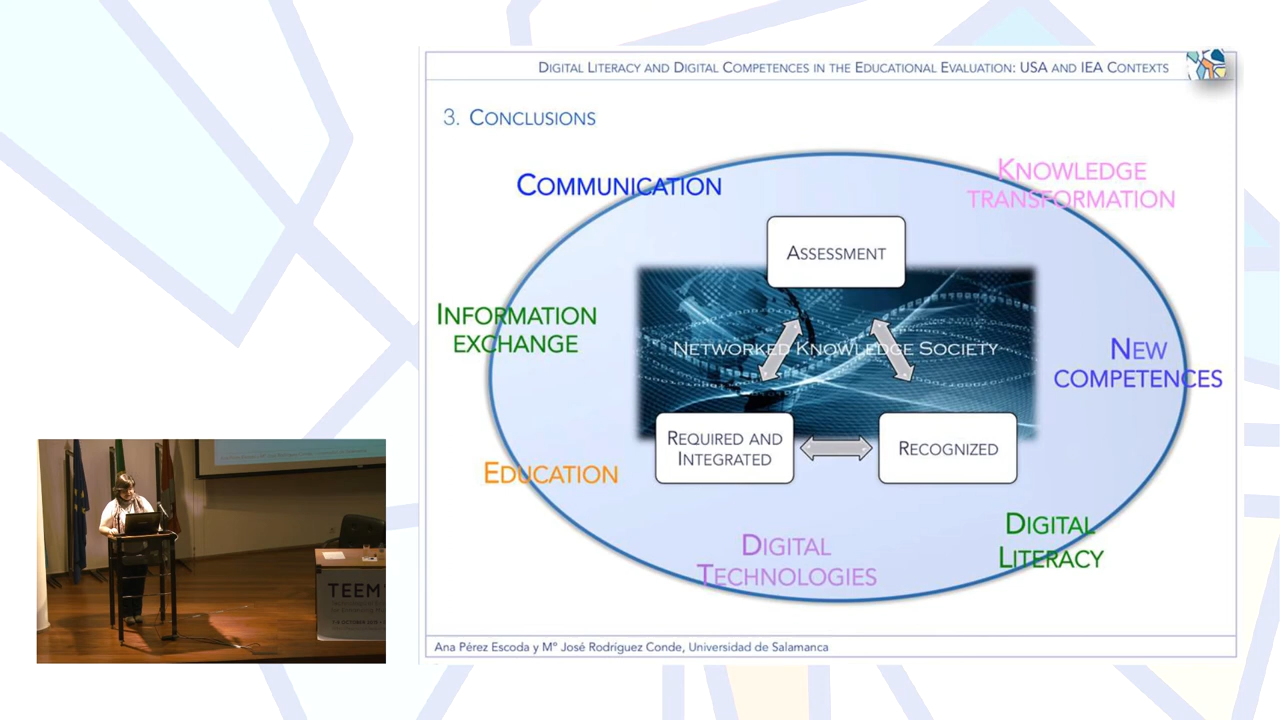 DIGITAL LITERACY AND DIGITAL COMPETENCES IN THE EDUCATIONAL EVALUATION: USA AND IEA CONTEXTS
3. CONCLUSIONS
COMMUNICATION
KNOWLEDGE
TRANSFORMATION
ASSESSMENT
INFORMATION
EXCHANGE
NETWORKED KNOWLEDGE SOCIETY
NEW
COMPETENCES
REQUIRED AND
INTEGRATED
RECOGNIZED
EDUCATION
DIGITAL
LITERACY
DIGITAL
TECHNOLOGIES
TEEM
Ana Pérez Escoda y Mº José Rodríguez Conde, Universidad de Salamanca